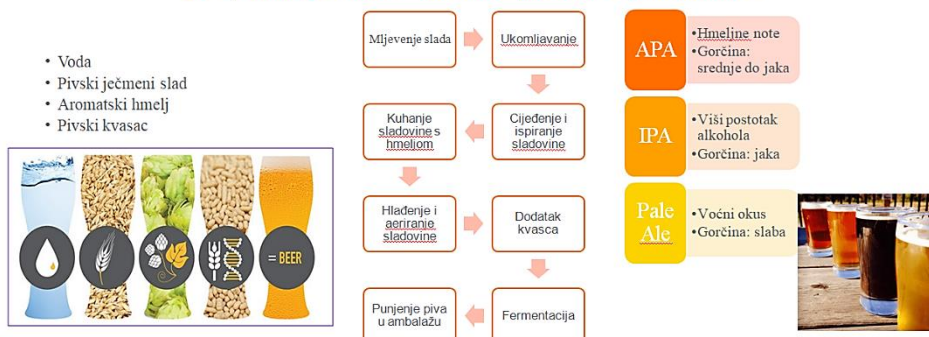 • Voda
• Pivski ječmeni slad
• Aromatski hmelj
• Pivski kvasac
= BEER
Mljevenje slada
Ukomljavanje
Cijeđenje i
ispiranje
sladovine
Kuhanje
sladovine s
hmeljom
Hlađenje i
aeriranje
sladovine
Dodatak
kvasca
Fermentacija
Punjenje piva
u ambalažu
APA
• Hmeljne note
• Gorčina:
srednje do jaka
IPA
• Viši postotak
alkohola
• Gorčina: jaka
Pale
Ale
• Voćni okus
• Gorčina: slaba